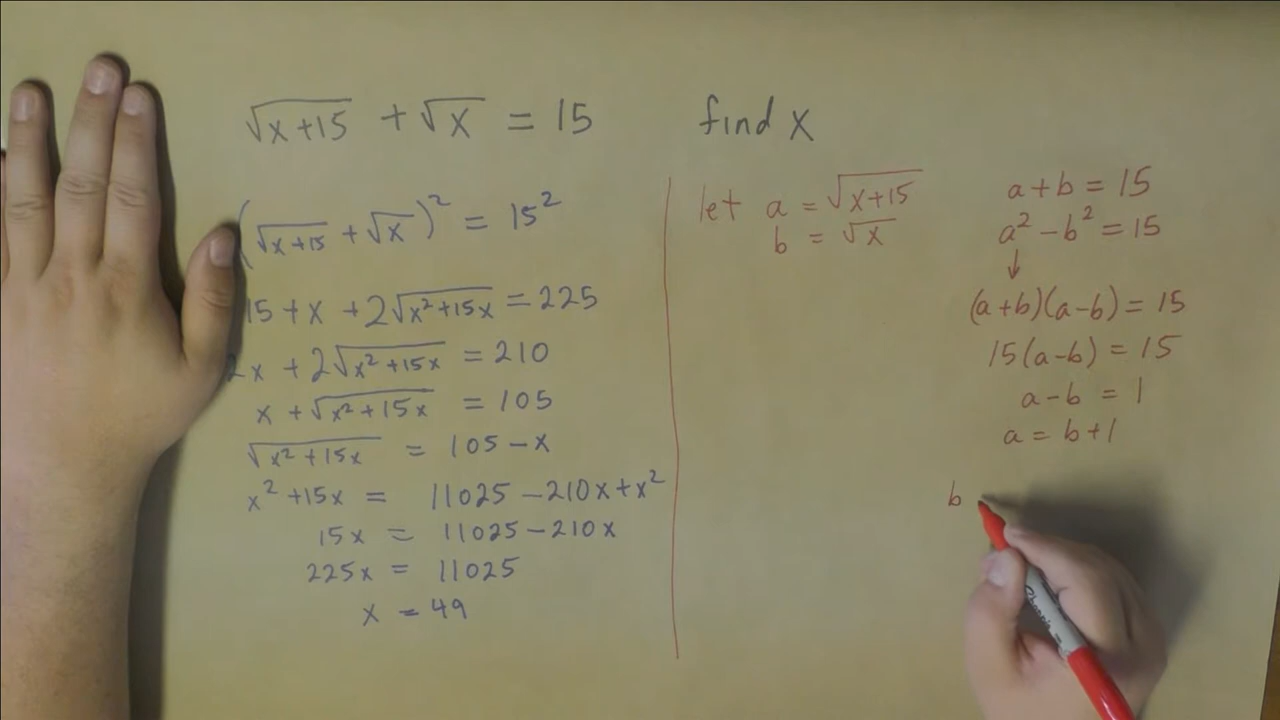 √x+15 + √x = 15 find x
(√x+15 + √x)² = 15²
15 + x + 2√x²+15x = 225
2x + 2√x²+15x = 210
x + √x²+15x = 105
√x²+15x = 105 - x
x² + 15x = 11025 - 210x + x²
15x = 11025 - 210x
225x = 11025
x = 49
let a = √x+15
b = √x
a + b = 15
a² - b² = 15
↓
(a+b)(a-b) = 15
15(a-b) = 15
a - b = 1
a = b + 1
b
Sharpie